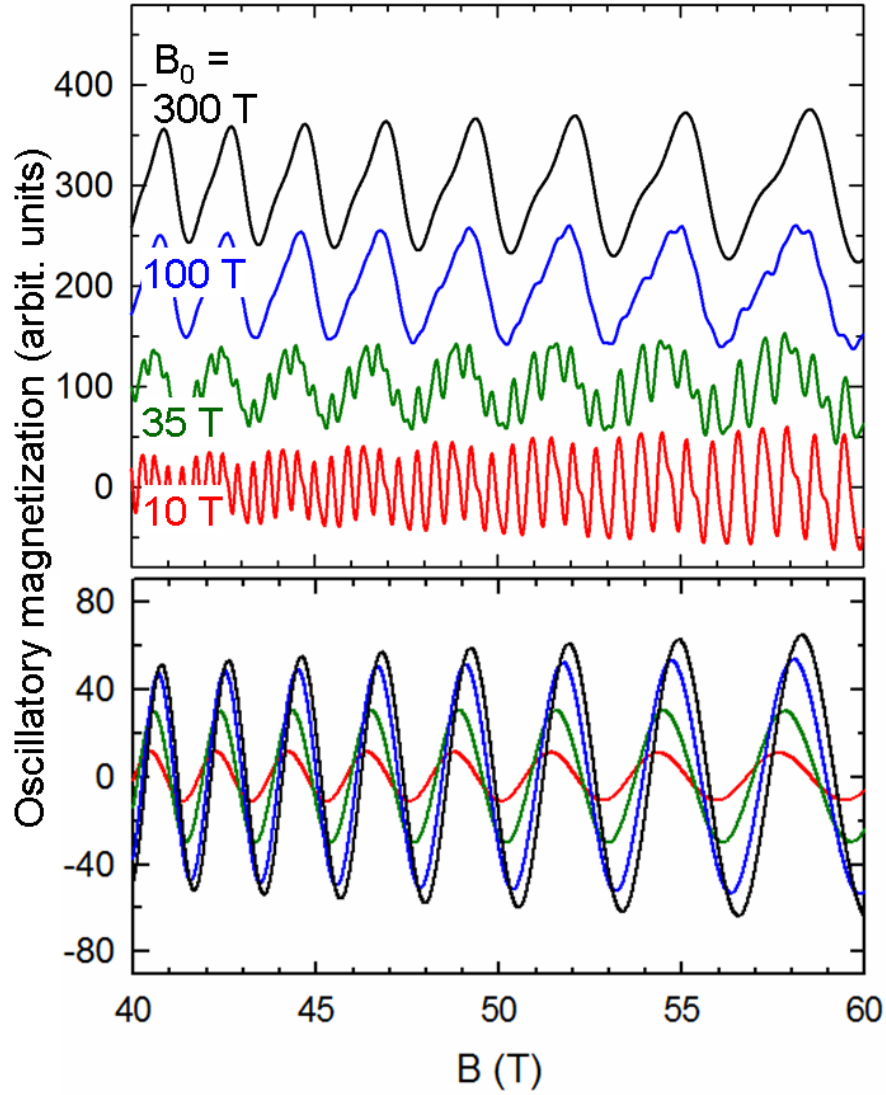 Oscillatory magnetization (arbit. units)
400
300
200
100
0
B₀ =
300 T
100 T
35 T
10 T
80
40
0
-40
-80
40
45
50
55
60
B (T)